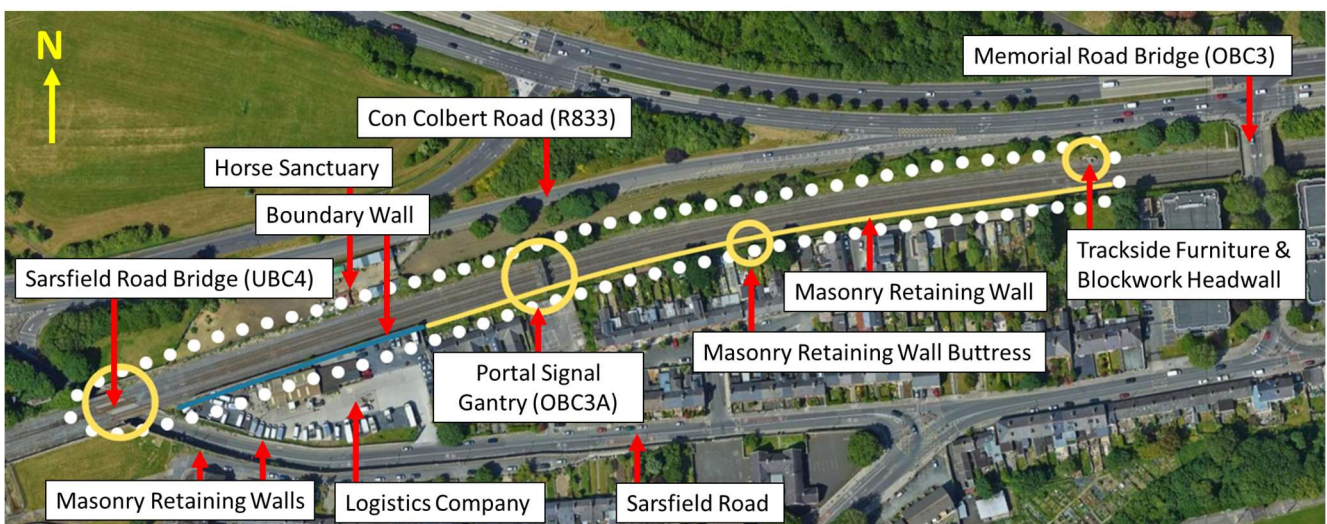 N
Memorial Road Bridge (OBC3)
Con Colbert Road (R833)
Horse Sanctuary
Boundary Wall
Sarsfield Road Bridge (UBC4)
Trackside Furniture &
Blockwork Headwall
Masonry Retaining Wall
Masonry Retaining Wall Buttress
Portal Signal
Gantry (OBC3A)
Masonry Retaining Walls
Logistics Company
Sarsfield Road